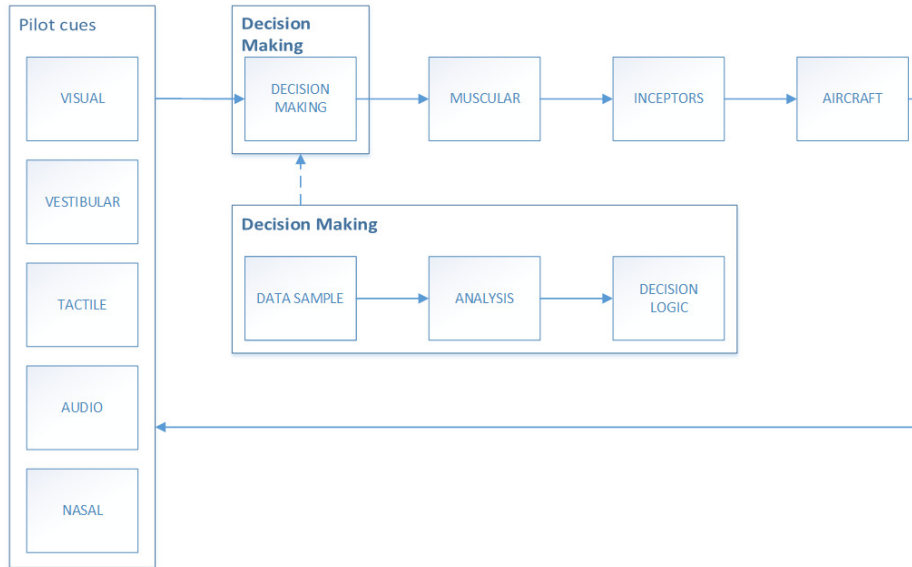 Pilot cues
VISUAL
VESTIBULAR
TACTILE
AUDIO
NASAL
Decision
Making
DECISION
MAKING
MUSCULAR
INCEPTORS
AIRCRAFT
Decision Making
DATA SAMPLE
ANALYSIS
DECISION
LOGIC